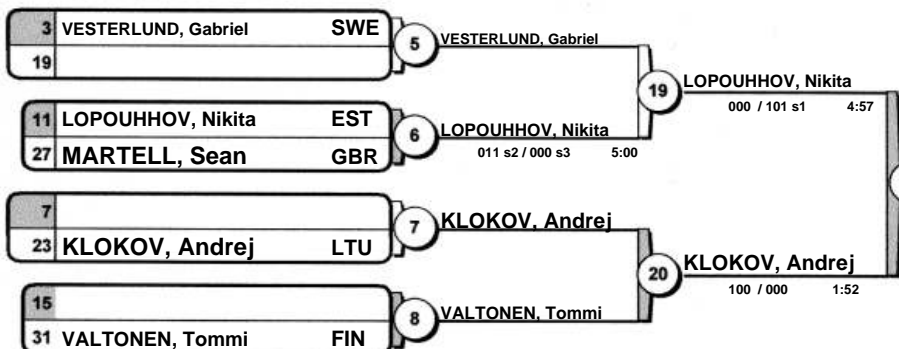 3 VESTERLUND, Gabriel SWE
19
5
VESTERLUND, Gabriel
11 LOPOUHHOV, Nikita EST
27 MARTELL, Sean GBR
6
LOPOUHHOV, Nikita
011 s2 / 000 s3 5:00
19
LOPOUHHOV, Nikita
000 / 101 s1 4:57
7
23 KLOKOV, Andrej LTU
7
KLOKOV, Andrej
15
31 VALTONEN, Tommi FIN
8
VALTONEN, Tommi
20
KLOKOV, Andrej
100 / 000 1:52